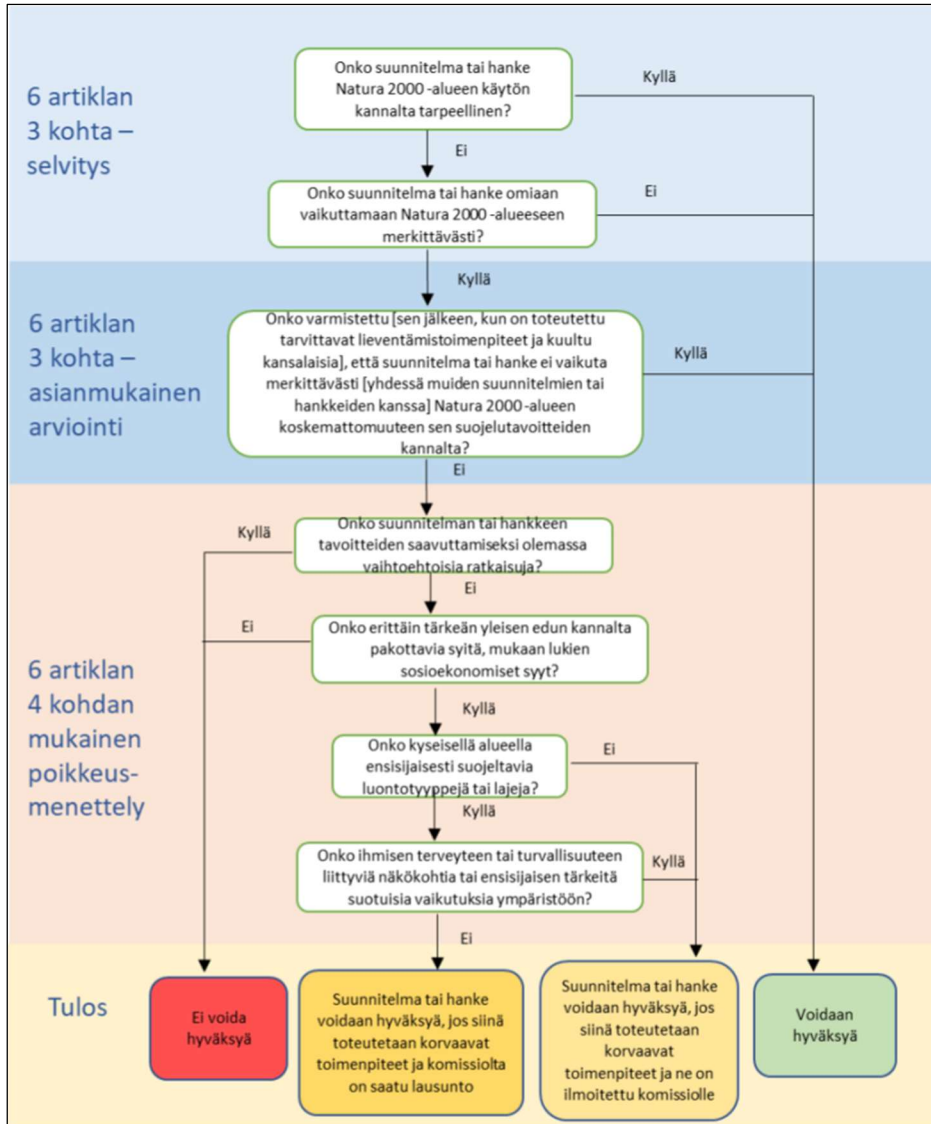 6 artiklan
3 kohta –
selvitys
Onko suunnitelma tai hanke
Natura 2000 -alueen käytön
kannalta tarpeellinen?
Kyllä
Ei
Onko suunnitelma tai hanke omiaan
vaikuttamaan Natura 2000 -alueeseen
merkittävästi?
Ei
Kyllä
6 artiklan
3 kohta –
asianmukainen
arviointi
Onko varmistettu [sen jälkeen, kun on toteutettu
tarvittavat lieventämistoimenpiteet ja kuultu
kansalaisia], että suunnitelma tai hanke ei vaikuta
merkittävästi [yhdessä muiden suunnitelmien tai
hankkeiden kanssa] Natura 2000 -alueen
koskemattomuuteen sen suojelutavoitteiden
kannalta?
Kyllä
Ei
6 artiklan
4 kohdan
mukainen
poikkeus-
menettely
Onko suunnitelman tai hankkeen
tavoitteiden saavuttamiseksi olemassa
vaihtoehtoisia ratkaisuja?
Kyllä
Ei
Onko erittäin tärkeän yleisen edun kannalta
pakottavia syitä, mukaan lukien
sosioekonomiset syyt?
Ei
Kyllä
Onko kyseisellä alueella
ensisijaisesti suojeltavia
luontotyyppejä tai lajeja?
Ei
Kyllä
Onko ihmisen terveyteen tai turvallisuuteen
liittyviä näkökohtia tai ensisijaisen tärkeitä
suotuisia vaikutuksia ympäristöön?
Kyllä
Ei
Tulos
Ei voida
hyväksyä
Suunnitelma tai hanke
voidaan hyväksyä, jos siinä
toteutetaan korvaavat
toimenpiteet ja komissiolta
on saatu lausunto
Suunnitelma tai hanke
voidaan hyväksyä, jos
siinä toteutetaan
korvaavat
toimenpiteet ja ne on
ilmoitettu komissiolle
Voidaan
hyväksyä